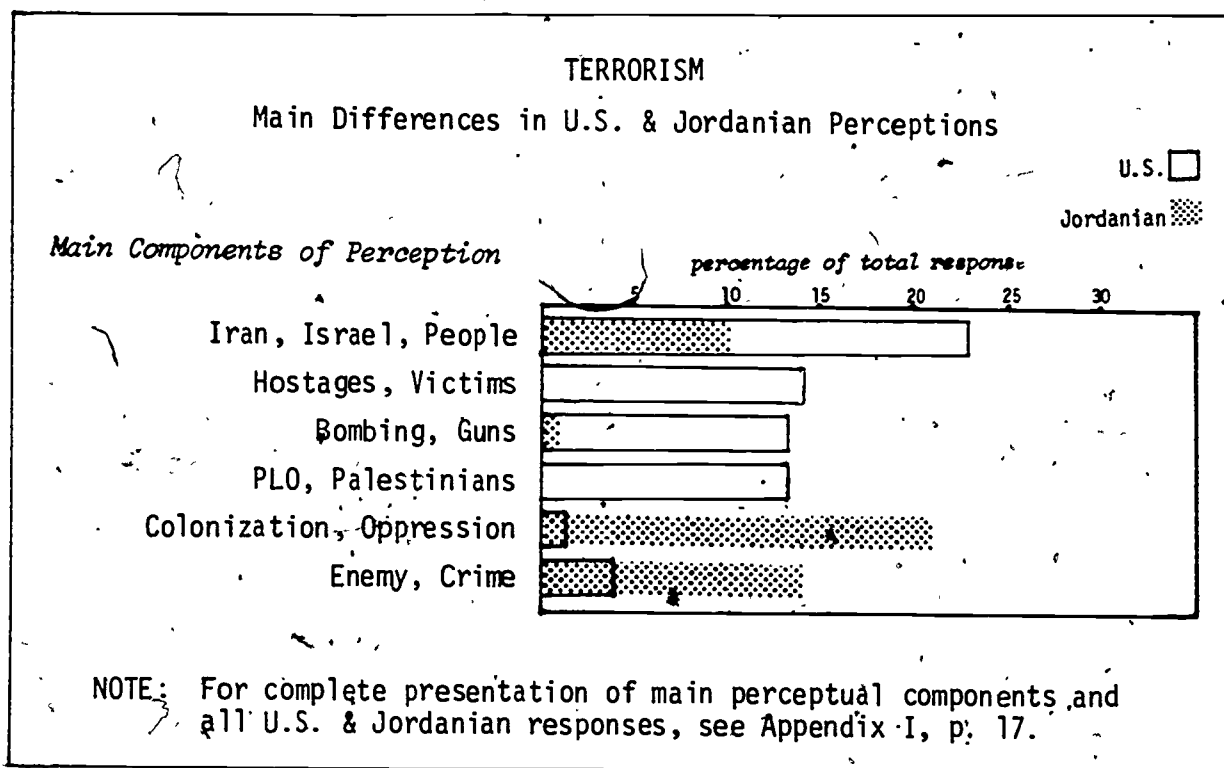 TERRORISM
Main Differences in U.S. & Jordanian Perceptions
U.S.
Jordanian
Main Components of Perception
percentage of total response
5 10 15 20 25 30
Iran, Israel, People
Hostages, Victims
Bombing, Guns
PLO, Palestinians
Colonization, Oppression
Enemy, Crime
NOTE: For complete presentation of main perceptual components and
all U.S. & Jordanian responses, see Appendix I, p. 17.